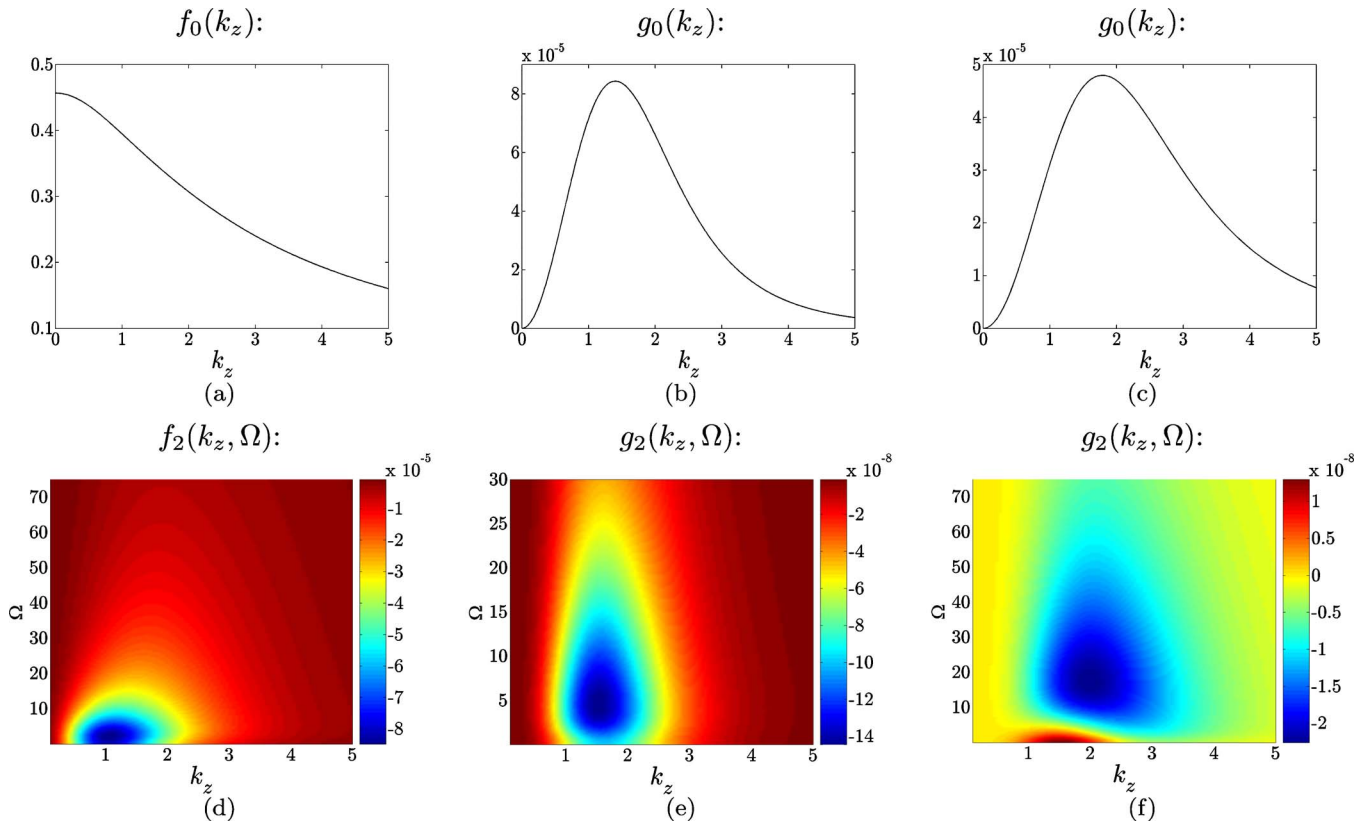 f₀(k_z): g₀(k_z): g₀(k_z):
x 10⁻⁵ x 10⁻⁵
0.5
0.4
0.3
0.2
0.1
0 1 2 3 4 5
k_z
(a)
8
6
4
2
0
0 1 2 3 4 5
k_z
(b)
5
4
3
2
1
0
0 1 2 3 4 5
k_z
(c)
f₂(k_z, Ω): g₂(k_z, Ω): g₂(k_z, Ω):
x 10⁻⁵ x 10⁻⁸ x 10⁻⁸
70
60
50
40
30
20
10
Ω
1 2 3 4 5
k_z
(d)
-1
-2
-3
-4
-5
-6
-7
-8
30
25
20
15
10
5
Ω
1 2 3 4 5
k_z
(e)
-2
-4
-6
-8
-10
-12
-14
70
60
50
40
30
20
10
Ω
1 2 3 4 5
k_z
(f)
1
0.5
0
-0.5
-1
-1.5
-2